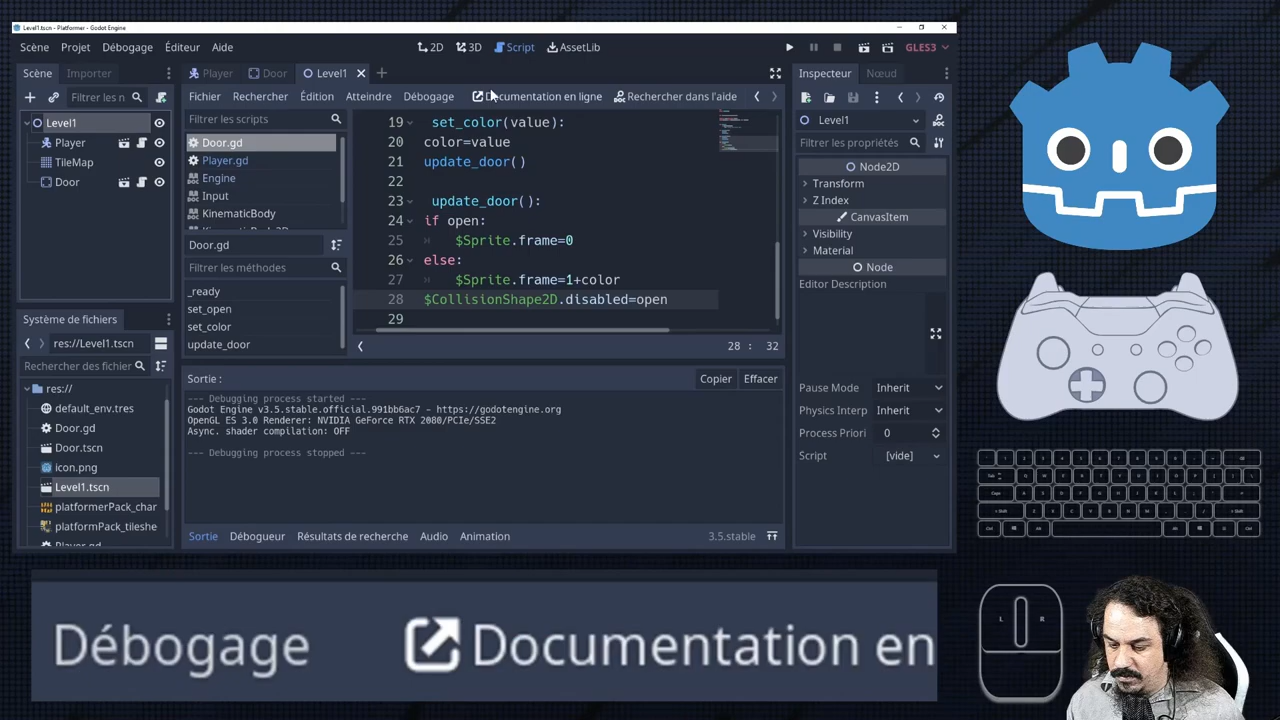 Level1.tscn - Platformer - Godot Engine
Scène Projet Débogage Éditeur Aide
2D 3D Script AssetLib
GLES3
Scène Importer
Player Door Level1
Inspecteur Nœud
Filtrer les n
Fichier Rechercher Édition Atteindre Débogage Documentation en ligne Rechercher dans l'aide
Level1
Player
TileMap
Door
Filtrer les scripts
Door.gd
Player.gd
Engine
Input
KinematicBody
Door.gd
Filtrer les méthodes
_ready
set_open
set_color
update_door
19 set_color(value):
20 color=value
21 update_door()
22
23 update_door():
24 if open:
25 $Sprite.frame=0
26 else:
27 $Sprite.frame=1+color
28 $CollisionShape2D.disabled=open
29
28 : 32
Level1
Filtrer les propriétés
Node2D
Transform
Z Index
CanvasItem
Visibility
Material
Node
Editor Description
Pause Mode Inherit
Physics Interp Inherit
Process Priori 0
Script [vide]
Système de fichiers
res://Level1.tscn
Rechercher des fichier
res://
default_env.tres
Door.gd
Door.tscn
icon.png
Level1.tscn
platformerPack_char
platformPack_tileshe
Player.gd
Sortie :
Copier Effacer
--- Debugging process started ---
Godot Engine v3.5.stable.official.991bb6ac7 - https://godotengine.org
OpenGL ES 3.0 Renderer: NVIDIA GeForce RTX 2080/PCIe/SSE2
Async. shader compilation: OFF
--- Debugging process stopped ---
Sortie Débogueur Résultats de recherche Audio Animation
3.5.stable
Débogage Documentation en
L R